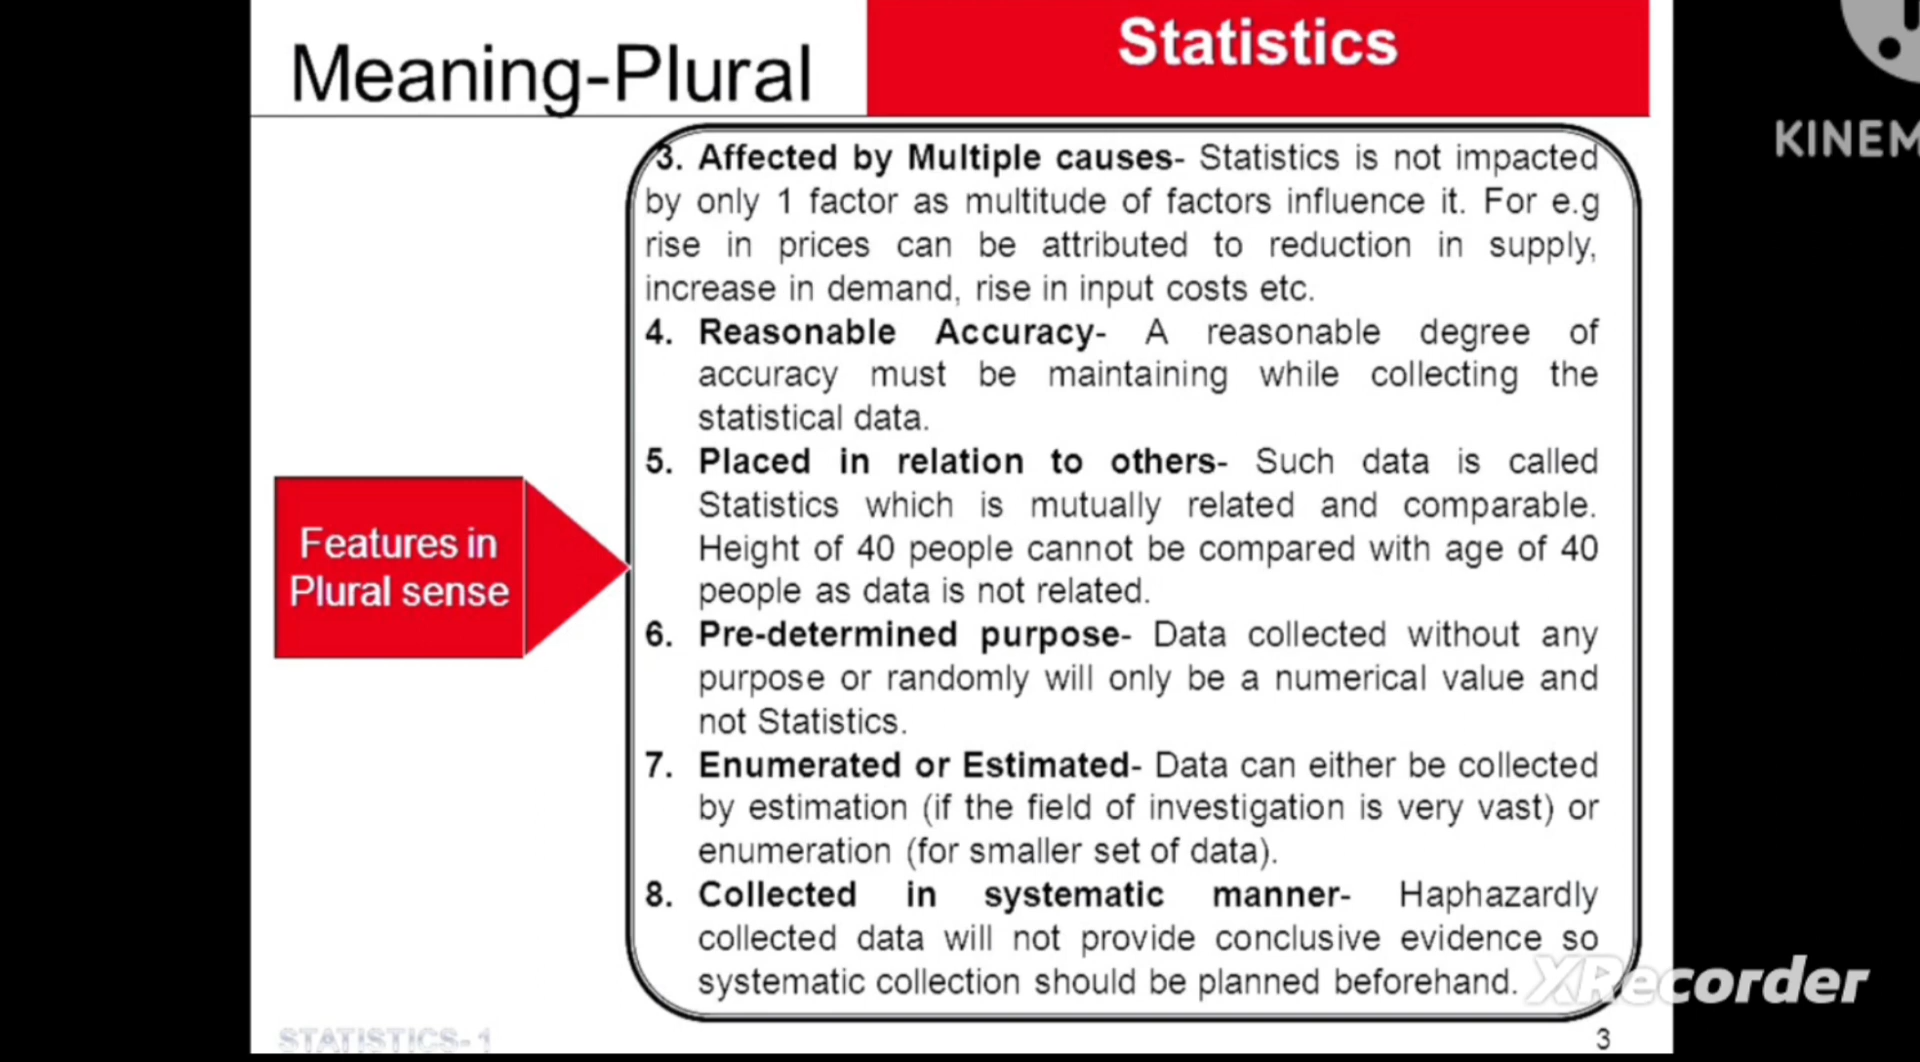 Meaning-Plural
Statistics
KINEM
3. Affected by Multiple causes- Statistics is not impacted
by only 1 factor as multitude of factors influence it. For e.g
rise in prices can be attributed to reduction in supply,
increase in demand, rise in input costs etc.
4. Reasonable Accuracy- A reasonable degree of
accuracy must be maintaining while collecting the
statistical data.
5. Placed in relation to others- Such data is called
Statistics which is mutually related and comparable.
Height of 40 people cannot be compared with age of 40
people as data is not related.
6. Pre-determined purpose- Data collected without any
purpose or randomly will only be a numerical value and
not Statistics.
7. Enumerated or Estimated- Data can either be collected
by estimation (if the field of investigation is very vast) or
enumeration (for smaller set of data).
8. Collected in systematic manner- Haphazardly
collected data will not provide conclusive evidence so
systematic collection should be planned beforehand.
Features in
Plural sense
XRecorder
STATISTICS- 1
3